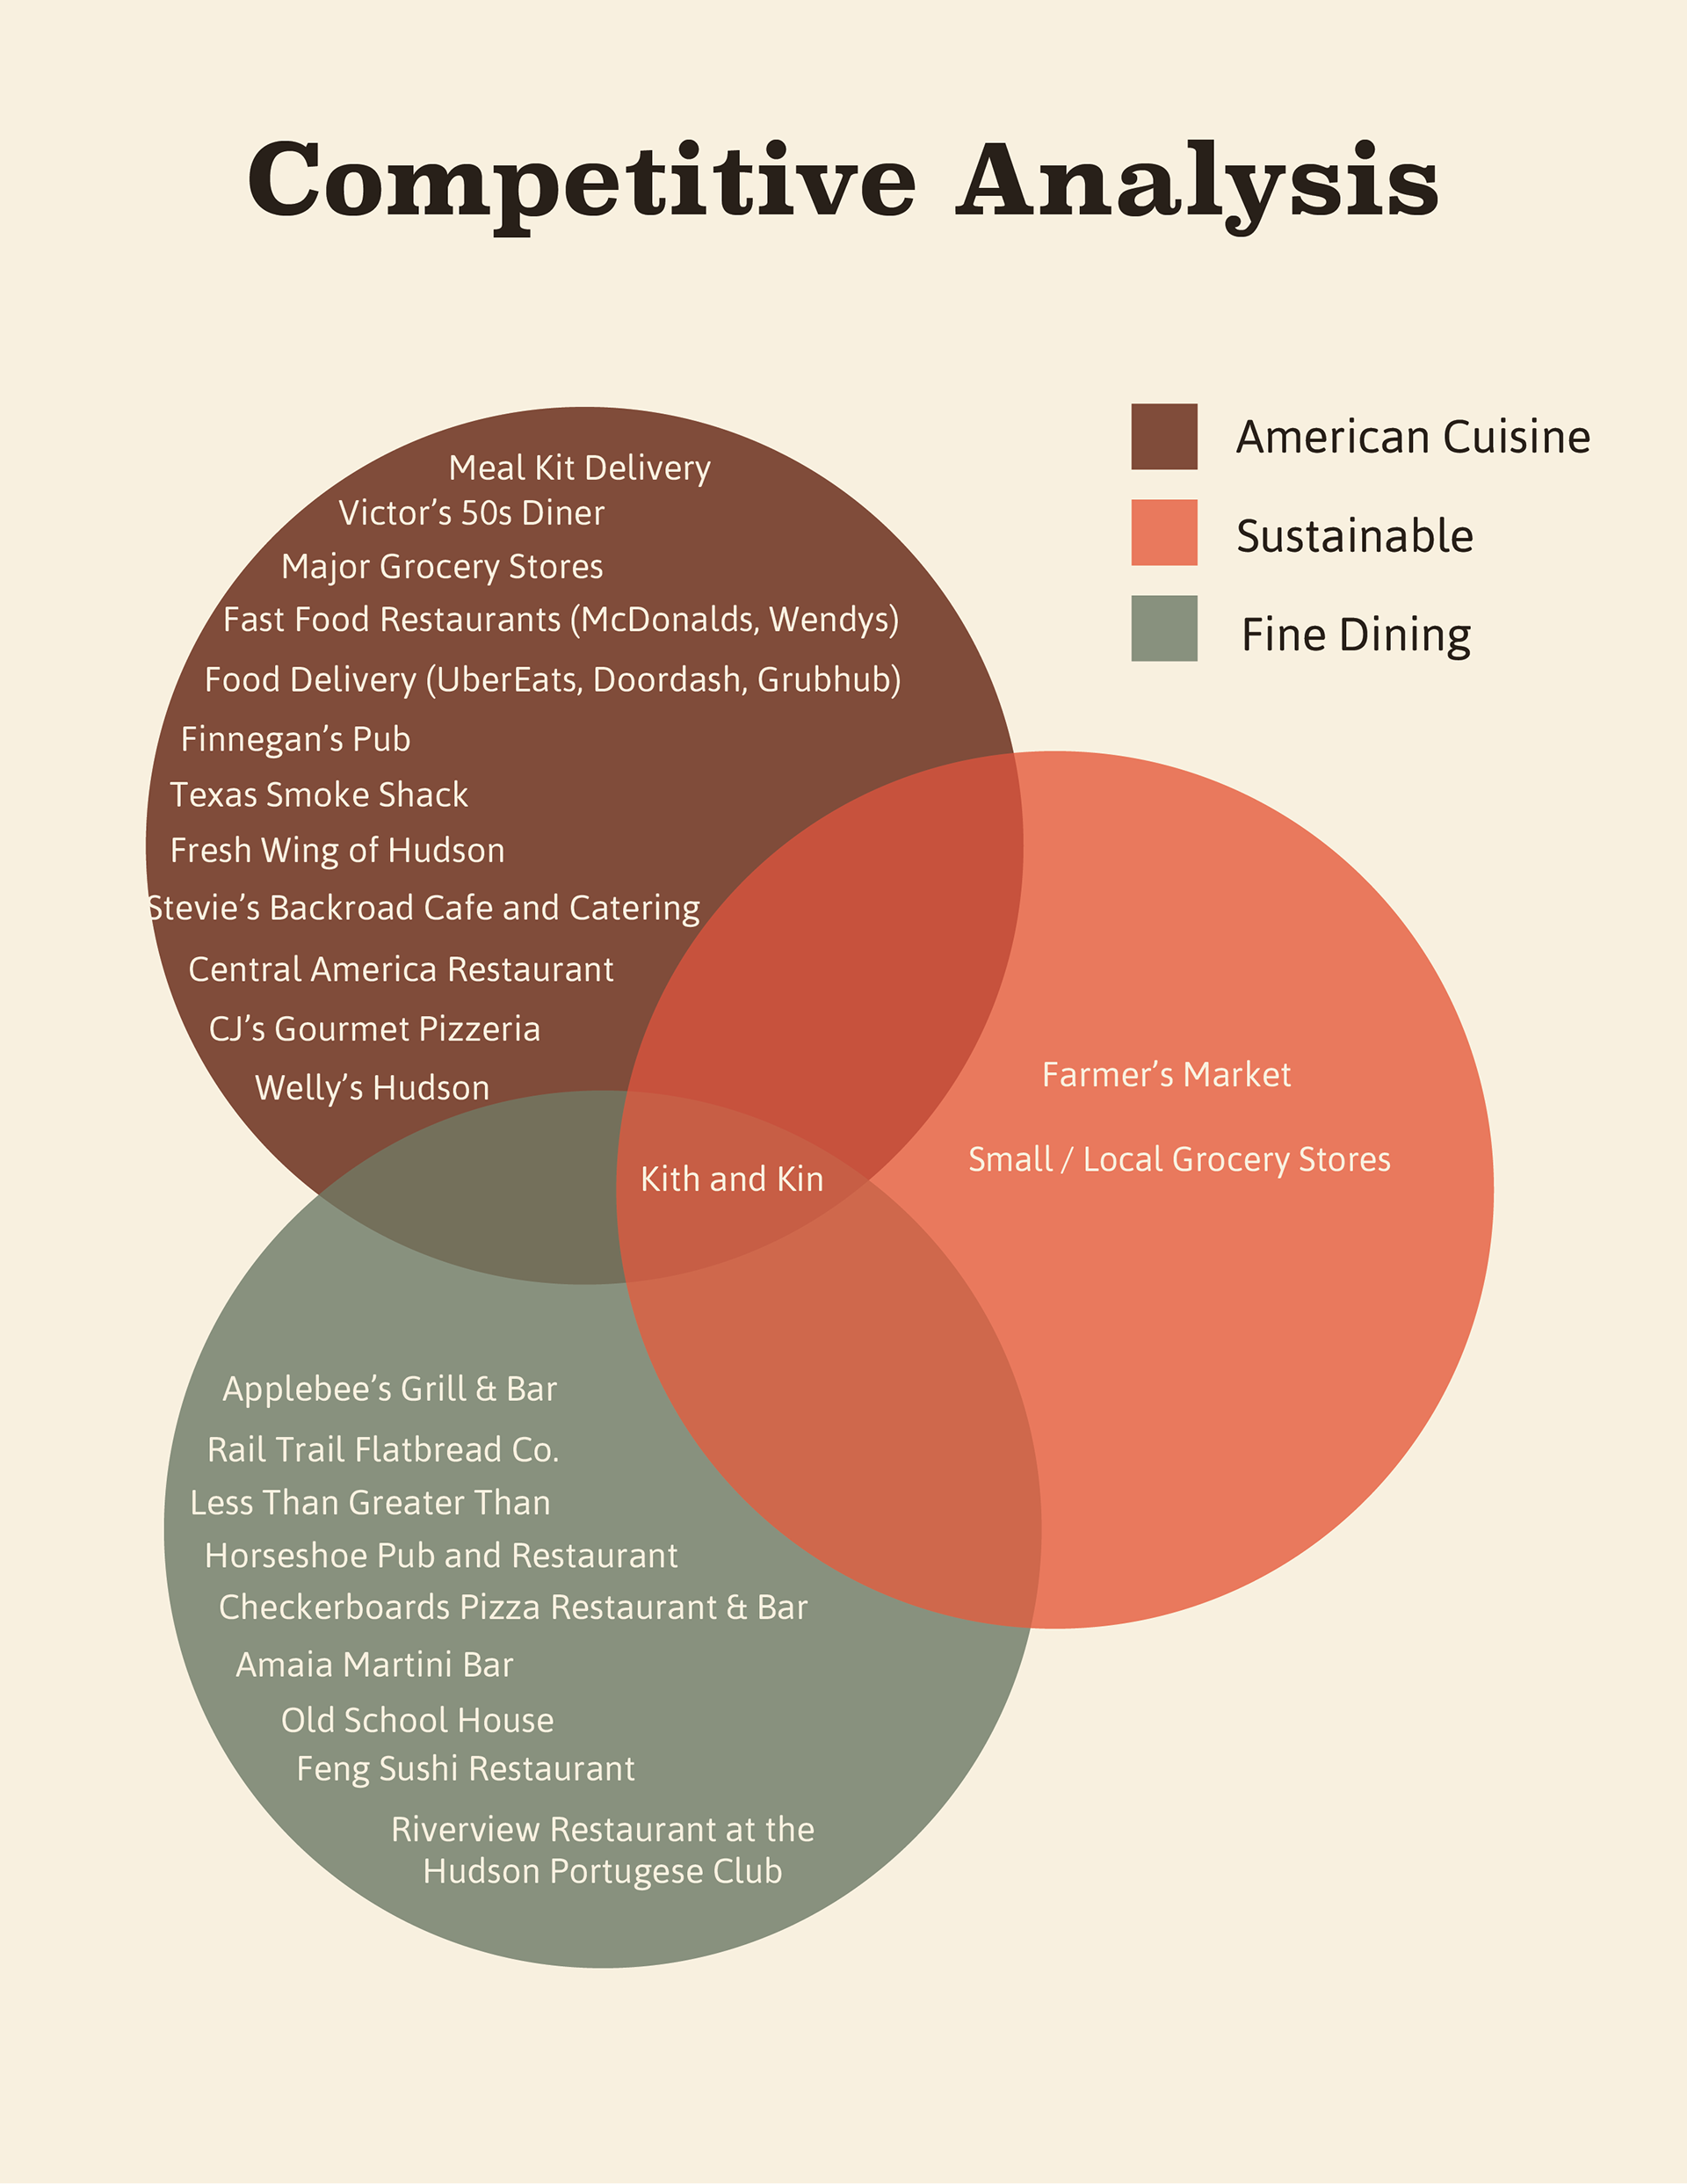 Competitive Analysis
American Cuisine
Sustainable
Fine Dining
Meal Kit Delivery
Victor’s 50s Diner
Major Grocery Stores
Fast Food Restaurants (McDonalds, Wendys)
Food Delivery (UberEats, Doordash, Grubhub)
Finnegan’s Pub
Texas Smoke Shack
Fresh Wing of Hudson
Stevie’s Backroad Cafe and Catering
Central America Restaurant
CJ’s Gourmet Pizzeria
Welly’s Hudson
Farmer’s Market
Small / Local Grocery Stores
Kith and Kin
Applebee’s Grill & Bar
Rail Trail Flatbread Co.
Less Than Greater Than
Horseshoe Pub and Restaurant
Checkerboards Pizza Restaurant & Bar
Amaia Martini Bar
Old School House
Feng Sushi Restaurant
Riverview Restaurant at the
Hudson Portugese Club